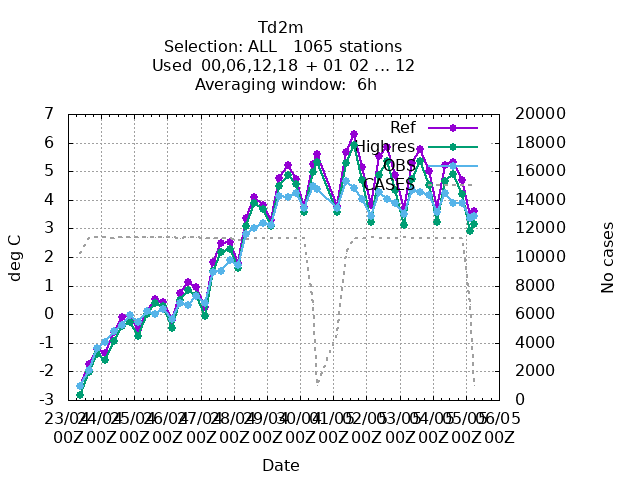 Td2m
Selection: ALL   1065 stations
Used  00,06,12,18 + 01 02 ... 12
Averaging window:  6h
7 20000
6 18000
5 16000
4 14000
3 12000
2 10000
1 8000
0 6000
-1 4000
-2 2000
-3 0
Ref
Highres
OBS
CASES
deg C
No cases
23/04 24/04 25/04 26/04 27/04 28/04 29/04 30/04 01/05 02/05 03/05 04/05 05/05 06/05
00Z 00Z 00Z 00Z 00Z 00Z 00Z 00Z 00Z 00Z 00Z 00Z 00Z 00Z
Date